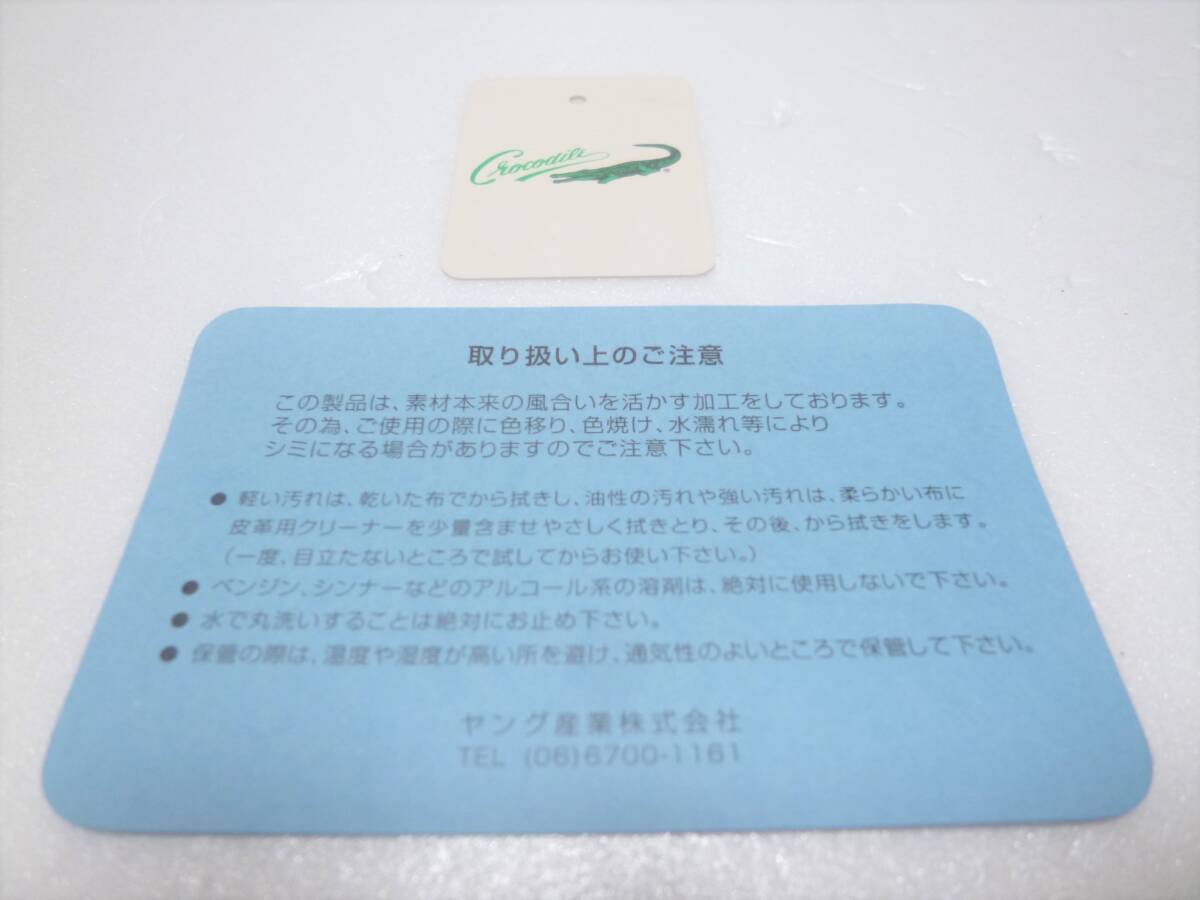 Crocodile
®
取り扱い上のご注意
この製品は、素材本来の風合いを活かす加工をしております。
その為、ご使用の際に色移り、色焼け、水濡れ等により
シミになる場合がありますのでご注意下さい。
● 軽い汚れは、乾いた布でから拭きし、油性の汚れや強い汚れは、柔らかい布に
皮革用クリーナーを少量含ませやさしく拭きとり、その後、から拭きをします。
(一度、目立たないところで試してからお使い下さい。)
● ベンジン、シンナーなどのアルコール系の溶剤は、絶対に使用しないで下さい。
● 水で丸洗いすることは絶対にお止め下さい。
● 保管の際は、温度や湿度が高い所を避け、通気性のよいところで保管して下さい。
ヤング産業株式会社
TEL (06)6700-1161